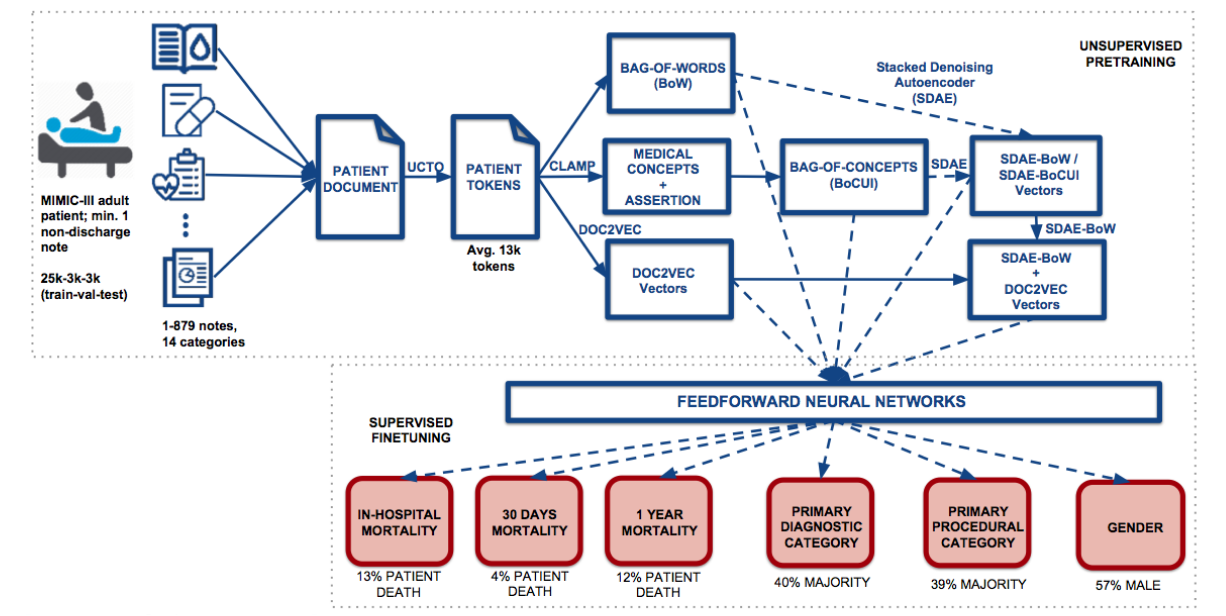 UNSUPERVISED
PRETRAINING
MIMIC-III adult
patient; min. 1
non-discharge
note
25k-3k-3k
(train-val-test)
1-879 notes,
14 categories
PATIENT
DOCUMENT
UCTO
PATIENT
TOKENS
Avg. 13k
tokens
CLAMP
DOC2VEC
BAG-OF-WORDS
(BoW)
MEDICAL
CONCEPTS
+
ASSERTION
DOC2VEC
Vectors
BAG-OF-CONCEPTS
(BoCUI)
Stacked Denoising
Autoencoder
(SDAE)
SDAE
SDAE-BoW /
SDAE-BoCUI
Vectors
SDAE-BoW
SDAE-BoW
+
DOC2VEC
Vectors
SUPERVISED
FINETUNING
FEEDFORWARD NEURAL NETWORKS
IN-HOSPITAL
MORTALITY
13% PATIENT
DEATH
30 DAYS
MORTALITY
4% PATIENT
DEATH
1 YEAR
MORTALITY
12% PATIENT
DEATH
PRIMARY
DIAGNOSTIC
CATEGORY
40% MAJORITY
PRIMARY
PROCEDURAL
CATEGORY
39% MAJORITY
GENDER
57% MALE